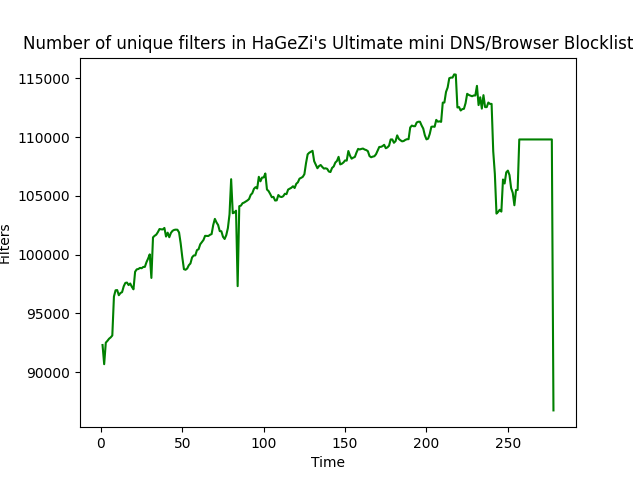 Number of unique filters in HaGeZi's Ultimate mini DNS/Browser Blocklist
115000
110000
105000
100000
95000
90000
Filters
0 50 100 150 200 250
Time